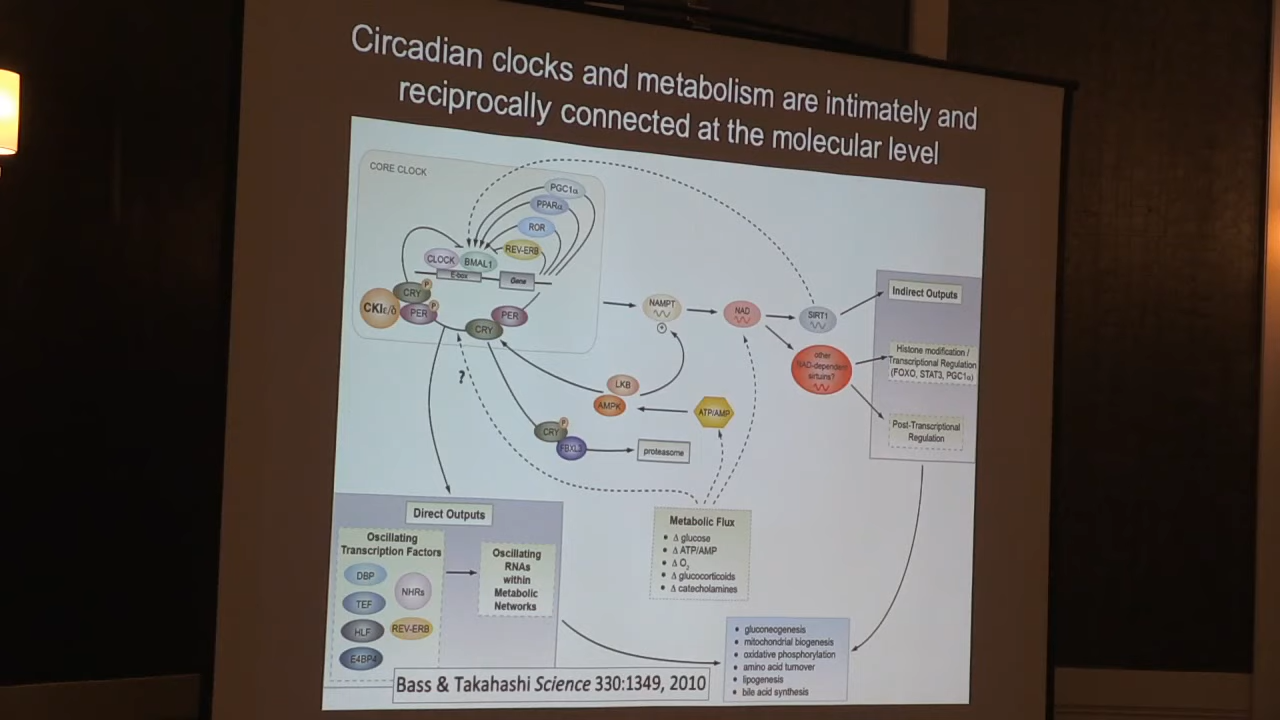 Circadian clocks and metabolism are intimately and
reciprocally connected at the molecular level
CORE CLOCK
PGC1α
PPARα
ROR
REV-ERB
CLOCK
BMAL1
E-box
Gene
CRY
P
CKIε/δ
PER
P
PER
CRY
?
NAMPT
+
NAD
SIRT1
other
NAD-dependent
sirtuins?
Indirect Outputs
Histone modification /
Transcriptional Regulation
(FOXO, STAT3, PGC1α)
Post-Transcriptional
Regulation
LKB
AMPK
ATP/AMP
CRY
P
proteasome
Direct Outputs
Oscillating
Transcription Factors
DBP
NHRs
TEF
HLF
REV-ERB
E4BP4
Oscillating
RNAs
within
Metabolic
Networks
Metabolic Flux
• Δ glucose
• Δ ATP/AMP
• Δ O2
• Δ glucocorticoids
• Δ catecholamines
• gluconeogenesis
• mitochondrial biogenesis
• oxidative phosphorylation
• amino acid turnover
• lipogenesis
• bile acid synthesis
Bass & Takahashi Science 330:1349, 2010